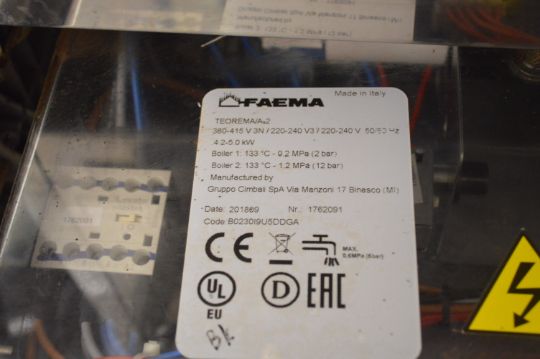 FAEMA
Made in Italy
TEOREMA/A.2
380-415 V 3N / 220-240 V3 / 220-240 V 50/60 Hz
4.2-5.0 kW
Boiler 1: 133 °C - 0,2 MPa (2 bar)
Boiler 2: 133 °C - 1,2 MPa (12 bar)
Manufactured by
Gruppo Cimbali SpA Via Manzoni 17 Binasco (MI)
Date: 201869 Nr.: 1762091
Code: B0230I9U5DDGA
CE
MAX.
0,6MPa (6bar)
UL
EU
D
EAC
1762091